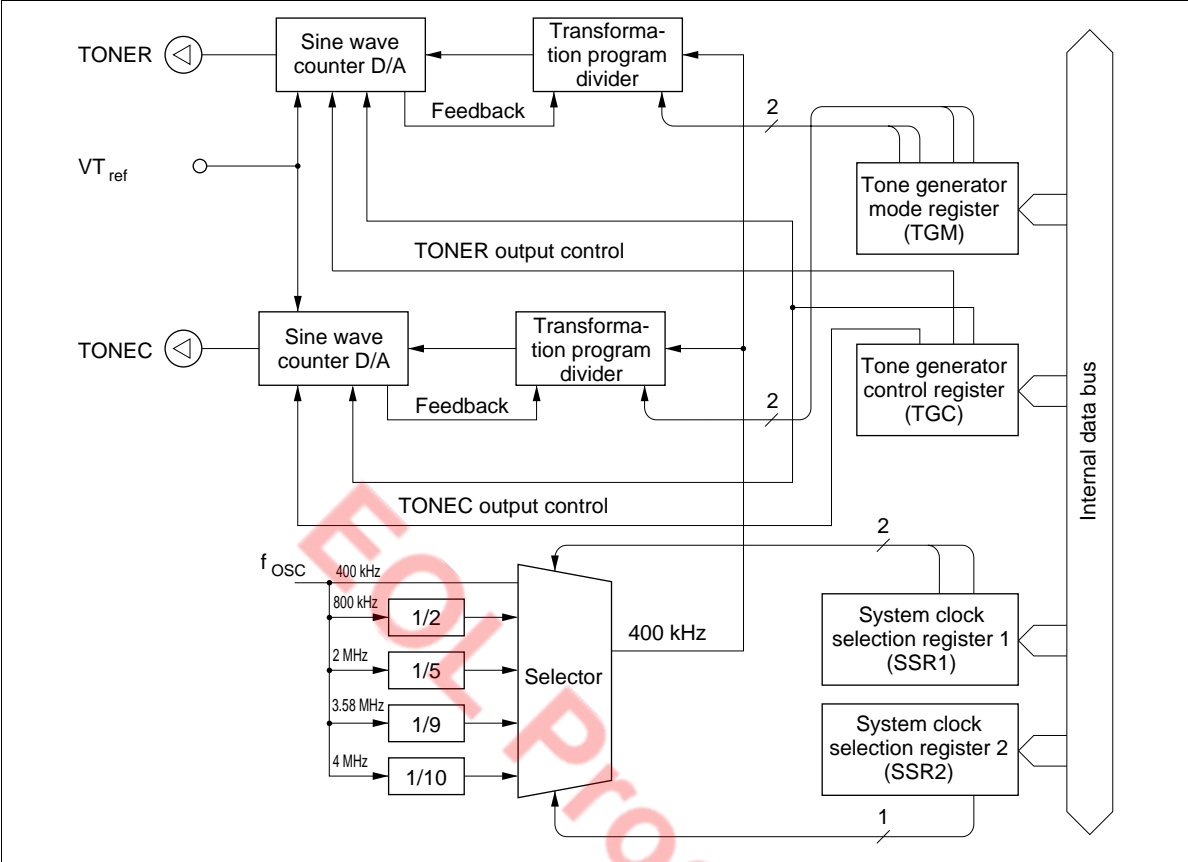 TONER
Sine wave
counter D/A
Transforma-
tion program
divider
Feedback
2
VT ref
Tone generator
mode register
(TGM)
TONER output control
TONEC
Sine wave
counter D/A
Transforma-
tion program
divider
Feedback
2
Tone generator
control register
(TGC)
Internal data bus
TONEC output control
2
f OSC
400 kHz
800 kHz
1/2
2 MHz
1/5
3.58 MHz
1/9
4 MHz
1/10
Selector
400 kHz
System clock
selection register 1
(SSR1)
System clock
selection register 2
(SSR2)
1
EOL Pro